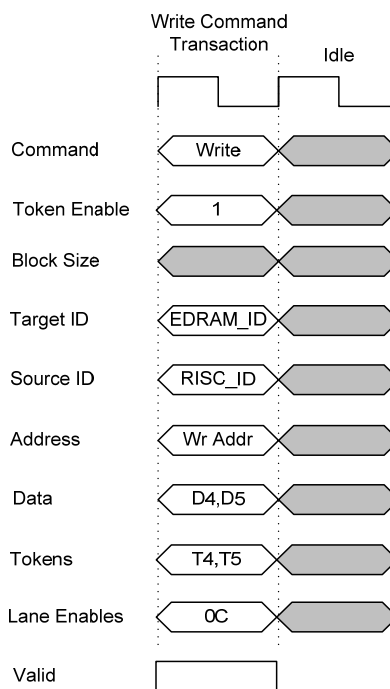 Write Command
Transaction
Idle
Command
Write
Token Enable
1
Block Size
Target ID
EDRAM_ID
Source ID
RISC_ID
Address
Wr Addr
Data
D4,D5
Tokens
T4,T5
Lane Enables
0C
Valid